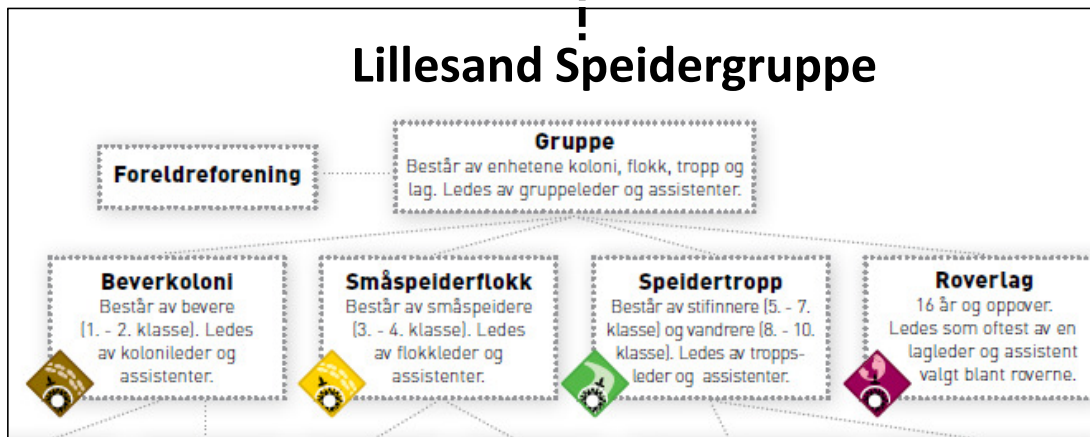 Lillesand Speidergruppe
Gruppe
Består av enhetene koloni, flokk, tropp og
lag. Ledes av gruppeleder og assistenter.
Foreldreforening
Beverkoloni
Består av bevere
(1. - 2. klasse). Ledes
av kolonileder og
assistenter.
Småspeiderflokk
Består av småspeidere
(3. - 4. klasse). Ledes
av flokkleder og
assistenter.
Speidertropp
Består av stifinnere (5. - 7.
klasse) og vandrere (8. - 10.
klasse). Ledes av tropps-
leder og assistenter.
Roverlag
16 år og oppover.
Ledes som oftest av en
lagleder og assistent
valgt blant roverne.